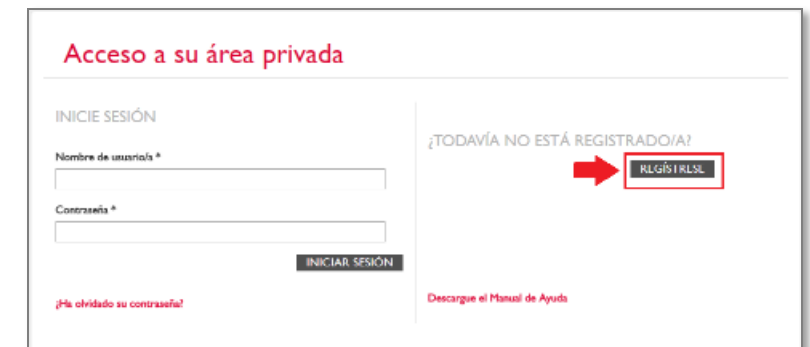 Acceso a su área privada
INICIE SESIÓN
Nombre de usuario/a *
Contraseña *
INICIAR SESIÓN
¿Ha olvidado su contraseña?
¿TODAVÍA NO ESTÁ REGISTRADO/A?
REGÍSTRESE
Descargue el Manual de Ayuda